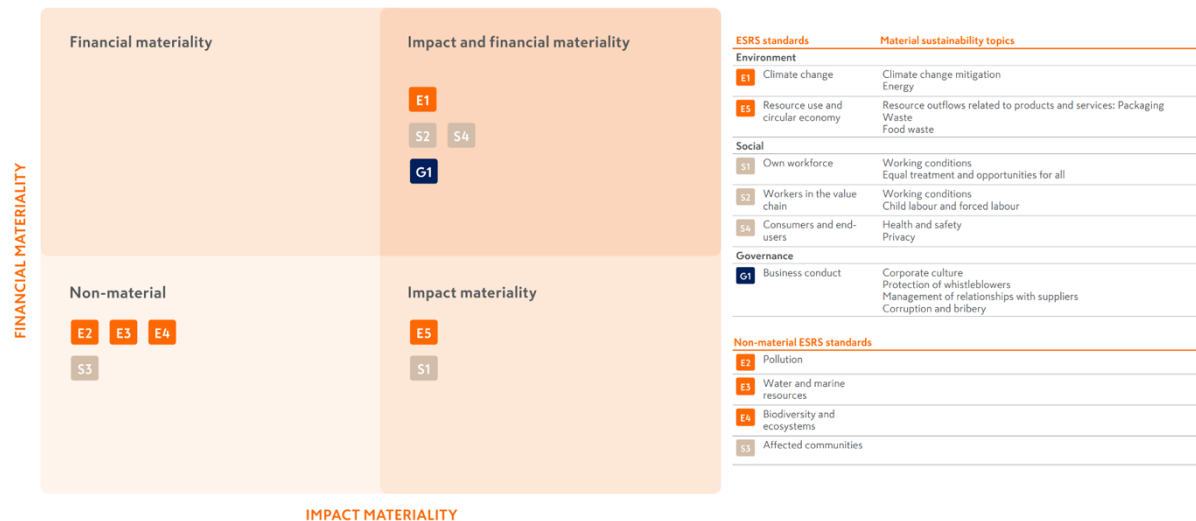 Financial materiality
Impact and financial materiality
E1
S2 S4
G1
Non-material
E2 E3 E4
S3
Impact materiality
E5
S1
FINANCIAL MATERIALITY
IMPACT MATERIALITY
ESRS standards Material sustainability topics
Environment
E1 Climate change Climate change mitigation
Energy
E5 Resource use and Resource outflows related to products and services: Packaging
circular economy Waste
Food waste
Social
S1 Own workforce Working conditions
Equal treatment and opportunities for all
S2 Workers in the value Working conditions
chain Child labour and forced labour
S4 Consumers and end- Health and safety
users Privacy
Governance
G1 Business conduct Corporate culture
Protection of whistleblowers
Management of relationships with suppliers
Corruption and bribery
Non-material ESRS standards
E2 Pollution
E3 Water and marine
resources
E4 Biodiversity and
ecosystems
S3 Affected communities